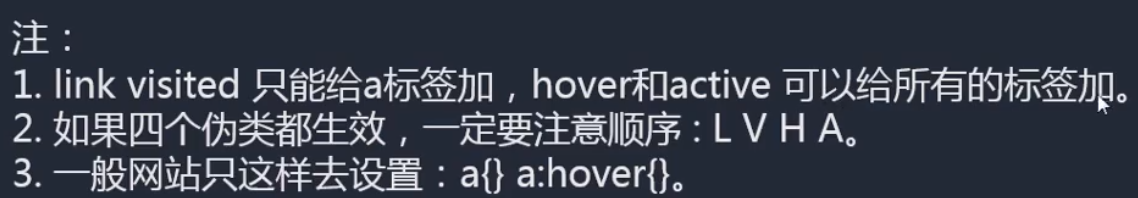 注：
1. link visited 只能给a标签加，hover和active 可以给所有的标签加。
2. 如果四个伪类都生效，一定要注意顺序：L V H A。
3. 一般网站只这样去设置：a{} a:hover{}。